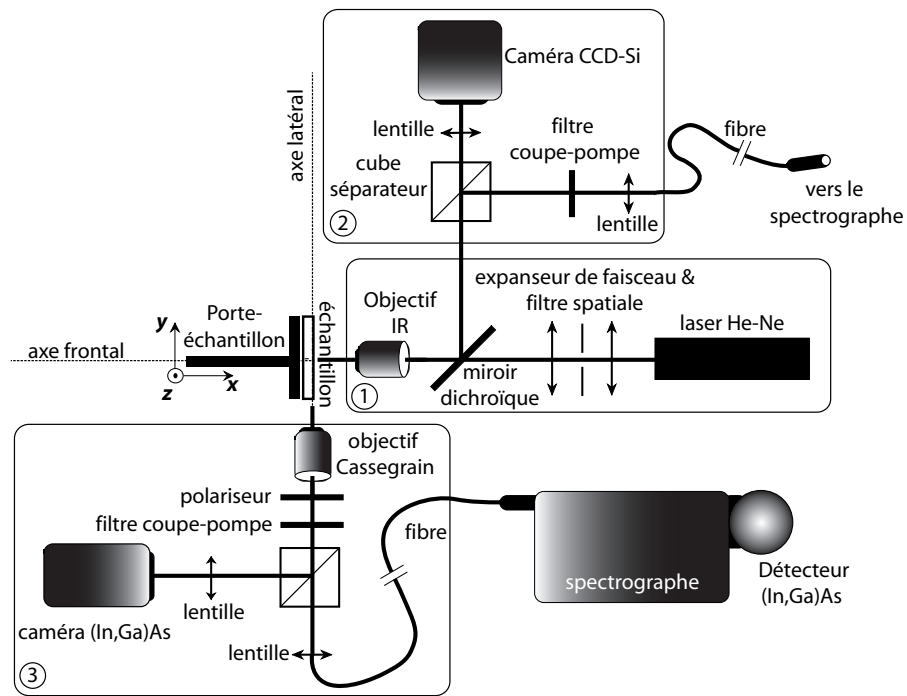 Caméra CCD-Si
axe latéral
lentille
filtre
coupe-pompe
fibre
cube
séparateur
lentille
vers le
spectrographe
2
expanseur de faisceau &
filtre spatiale
Objectif
IR
laser He-Ne
Porte-
échantillon
échantillon
y
axe frontal
x
z
miroir
dichroïque
1
objectif
Cassegrain
polariseur
filtre coupe-pompe
fibre
spectrographe
Détecteur
(In,Ga)As
lentille
caméra (In,Ga)As
lentille
3